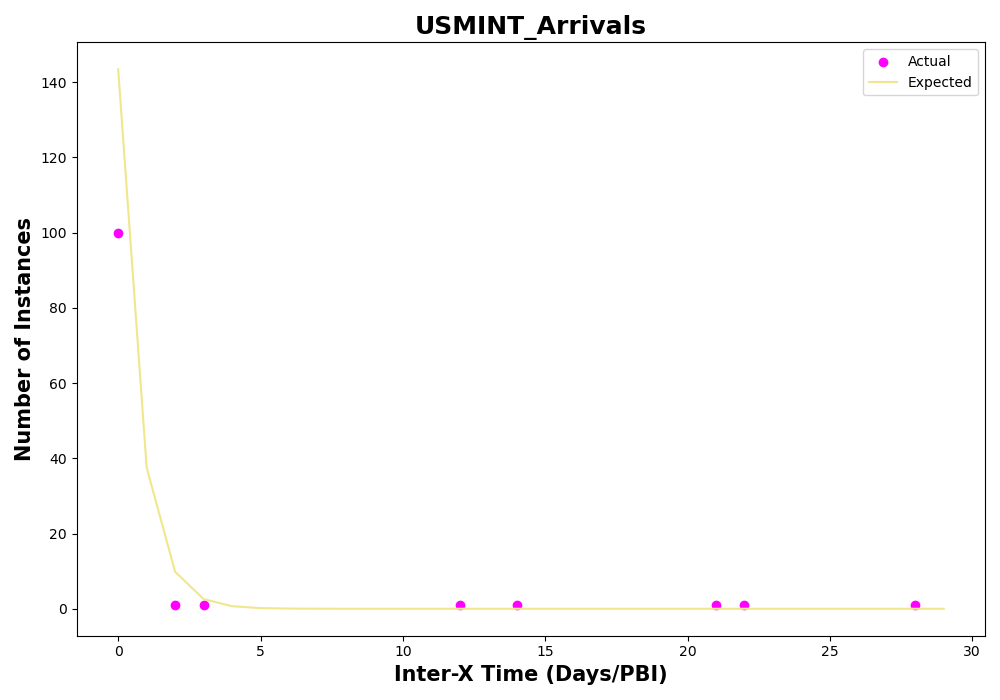 USMINT_Arrivals
Actual
Expected
Number of Instances
140
120
100
80
60
40
20
0
0 5 10 15 20 25 30
Inter-X Time (Days/PBI)